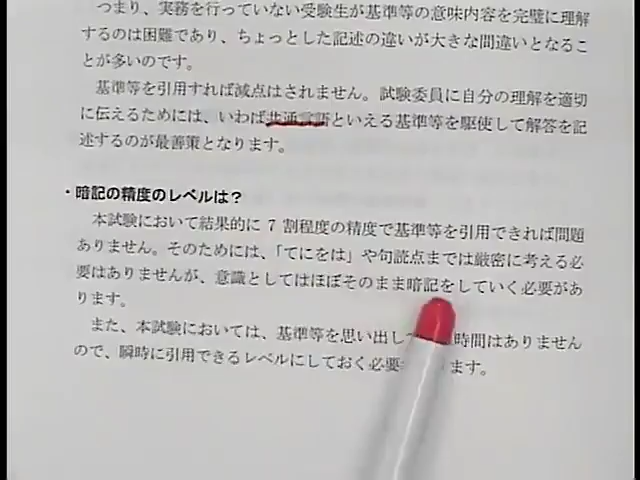 つまり、実務を行っていない受験生が基準等の意味内容を完璧に理解
するのは困難であり、ちょっとした記述の違いが大きな間違いとなるこ
とが多いのです。
基準等を引用すれば減点はされません。試験委員に自分の理解を適切
に伝えるためには、いわば共通言語といえる基準等を駆使して解答を記
述するのが最善策となります。
・暗記の精度のレベルは？
本試験において結果的に 7 割程度の精度で基準等を引用できれば問題
ありません。そのためには、「てにをは」や句読点までは厳密に考える必
要はありませんが、意識としてはほぼそのまま暗記をしていく必要があ
ります。
また、本試験においては、基準等を思い出し 時間はありません
ので、瞬時に引用できるレベルにしておく必要 ます。